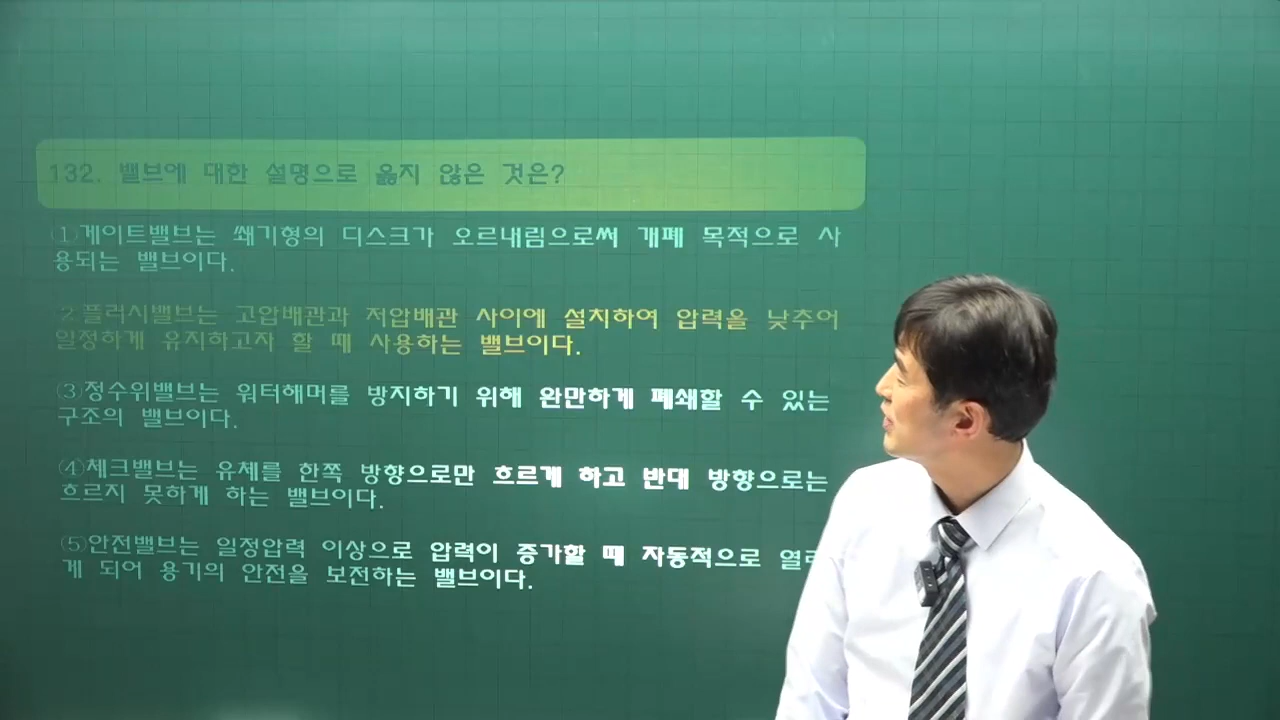 132. 밸브에 대한 설명으로 옳지 않은 것은?
(1)게이트밸브는 쐐기형의 디스크가 오르내림으로써 개폐 목적으로 사
용되는 밸브이다.
(2)플러시밸브는 고압배관과 저압배관 사이에 설치하여 압력을 낮추어
일정하게 유지하고자 할 때 사용하는 밸브이다.
(3)정수위밸브는 워터해머를 방지하기 위해 완만하게 폐쇄할 수 있는
구조의 밸브이다.
(4)체크밸브는 유체를 한쪽 방향으로만 흐르게 하고 반대 방향으로는
흐르지 못하게 하는 밸브이다.
(5)안전밸브는 일정압력 이상으로 압력이 증가할 때 자동적으로 열리
게 되어 용기의 안전을 보전하는 밸브이다.